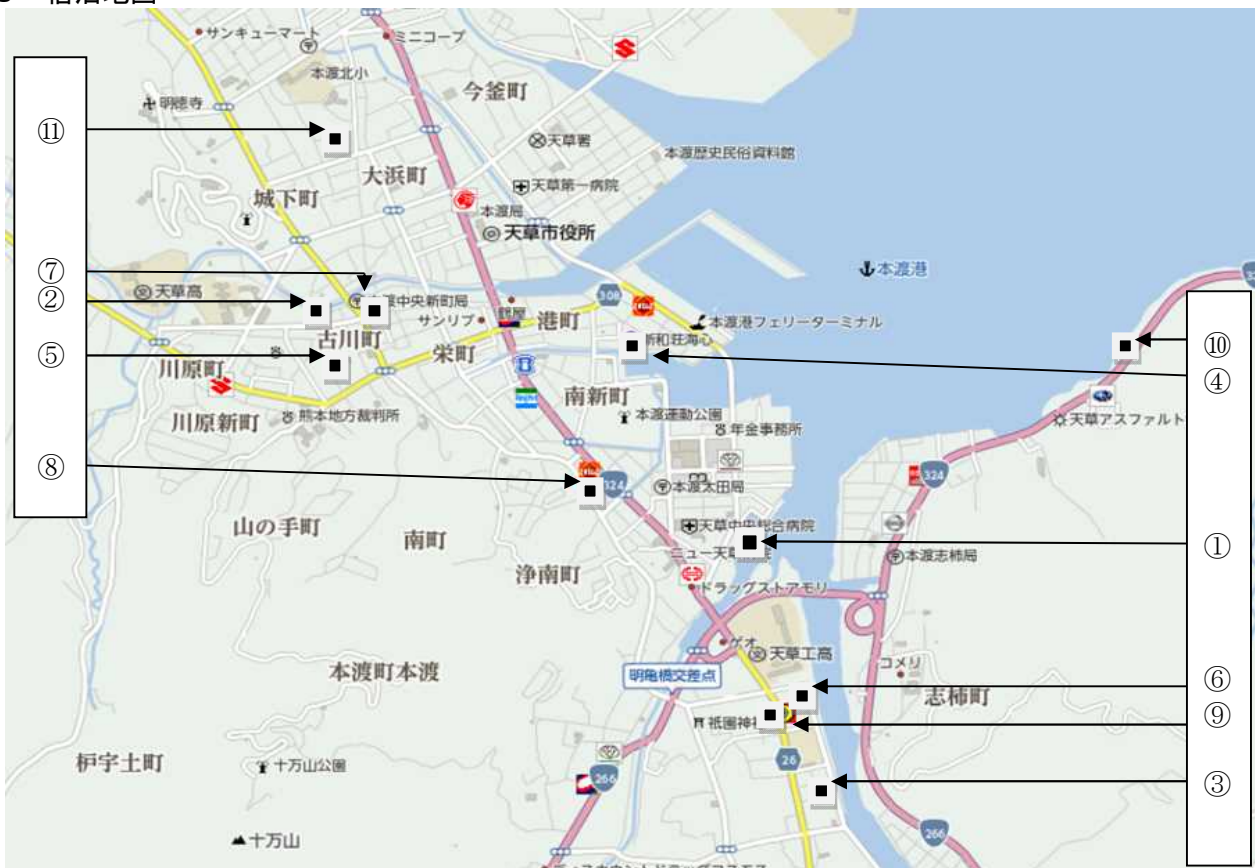 サンキューマート
ミニコープ
本渡北小
今釜町
明徳寺
⑪
天草署
本渡歴史民俗資料館
大浜町
天草第一病院
城下町
本渡局
天草市役所
⑦
本渡港
天草高
②
渡中央新町局
308
港町
サンリブ
本渡港フェリーターミナル
古川町
新和荘海心
⑩
栄町
⑤
川原町
④
南新町
天草アスファルト
川原新町
熊本地方裁判所
本渡運動公園
年金事務所
⑧
324
324
本渡太田局
山の手町
南町
天草中央総合病院
①
ニュー天草
本渡志柿局
浄南町
ドラッグストアモリ
ゲオ
天草工高
コメリ
本渡町本渡
明亀橋交差点
⑥
志柿町
祇園神社
⑨
枦宇土町
十万山公園
26
266
③
266
十万山